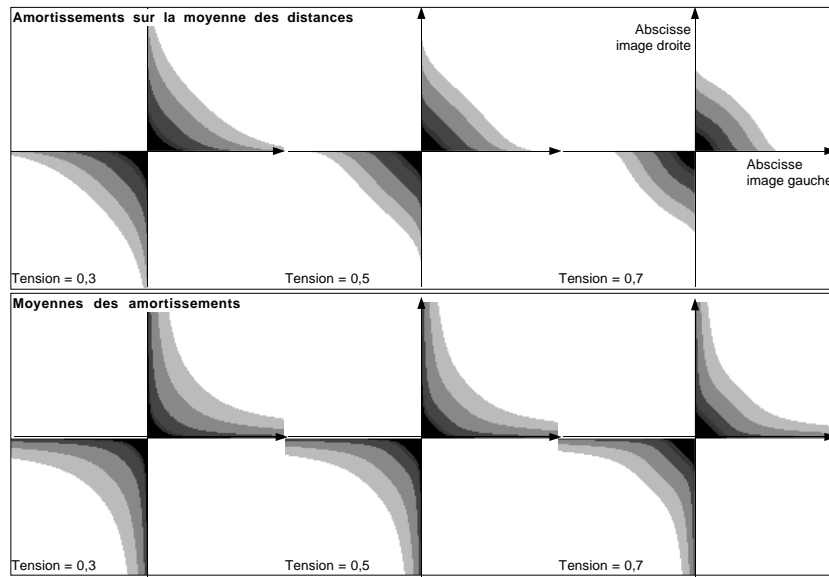 Amortissements sur la moyenne des distances
Abscisse
image droite
Abscisse
image gauche
Tension = 0,3
Tension = 0,5
Tension = 0,7
Moyennes des amortissements
Tension = 0,3
Tension = 0,5
Tension = 0,7